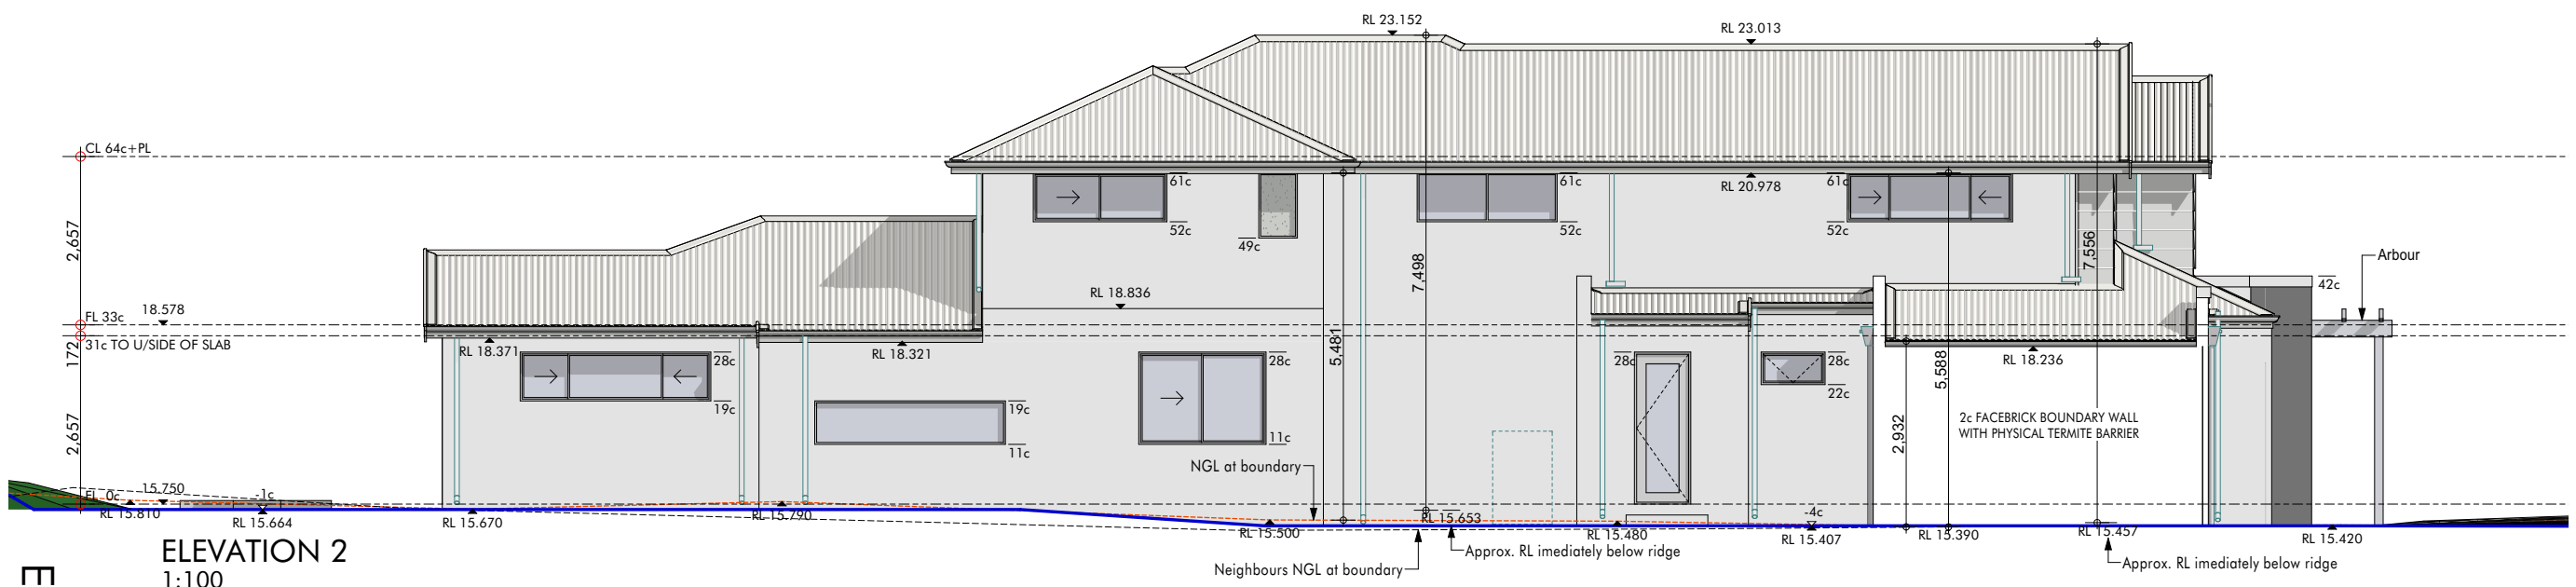 RL 23.152
RL 23.013
CL 64c+PL
61c
61c
RL 20.978
61c
52c
49c
52c
52c
2,657
7,498
7,556
Arbour
42c
RL 18.836
18.578
FL 33c
31c TO U/SIDE OF SLAB
172
RL 18.371
RL 18.321
5,481
5,588
RL 18.236
28c
28c
28c
28c
22c
19c
19c
11c
11c
2,657
2,932
2c FACEBRICK BOUNDARY WALL
WITH PHYSICAL TERMITE BARRIER
NGL at boundary
FL 0c
15.750
-1c
RL 15.810
RL 15.664
RL 15.670
RL 15.790
RL 15.500
RL 15.653
RL 15.480
-4c
RL 15.407
RL 15.390
RL 15.457
RL 15.420
Approx. RL imediately below ridge
Approx. RL imediately below ridge
Neighbours NGL at boundary
ELEVATION 2
1:100
E